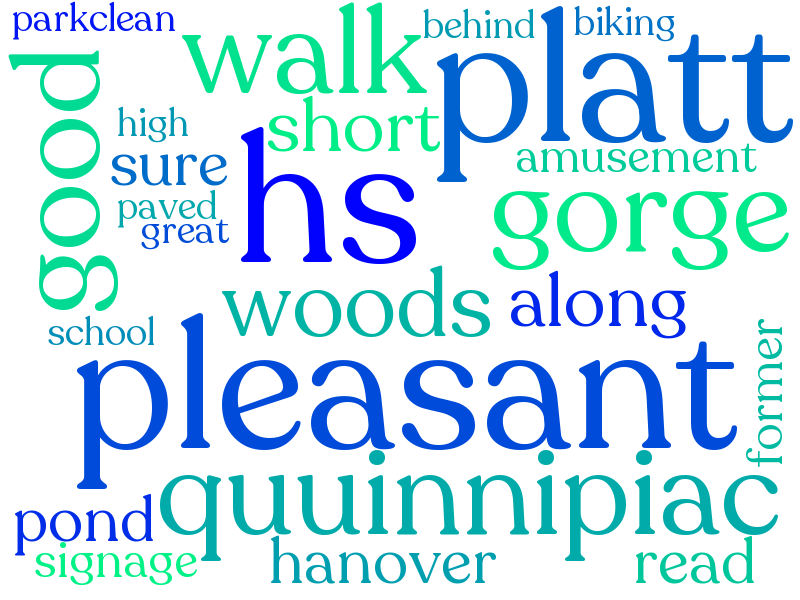 parkclean
walk
behind
biking
platt
good
high
short
sure
hs
amusement
paved
great
gorge
woods
along
school
pleasant
former
quuinnipiac
pond
signage
hanover
read